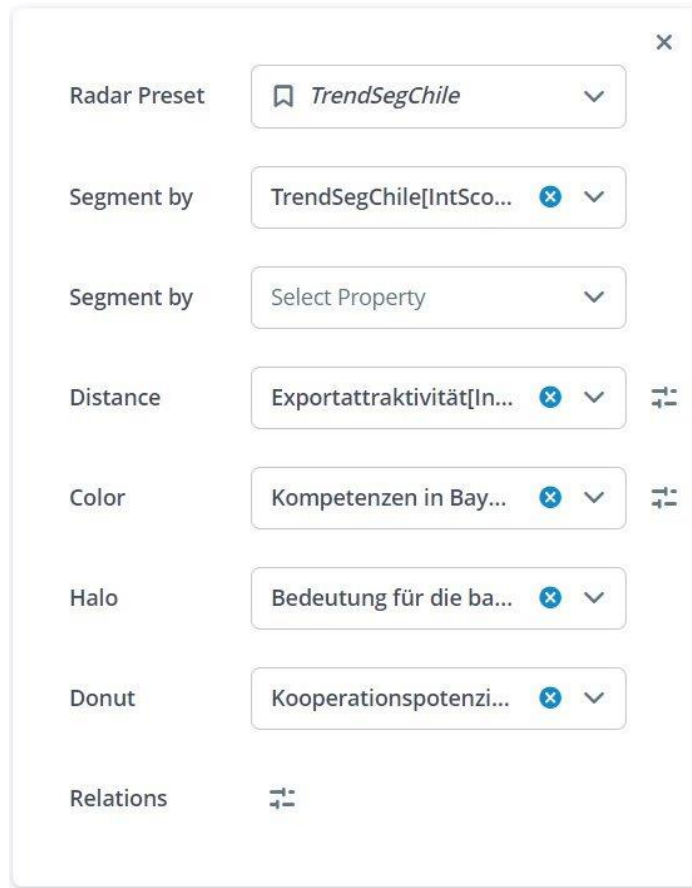 Radar Preset TrendSegChile
Segment by TrendSegChile[IntSco...
Segment by Select Property
Distance Exportattraktivität[In...
Color Kompetenzen in Bay...
Halo Bedeutung für die ba...
Donut Kooperationspotenzi...
Relations